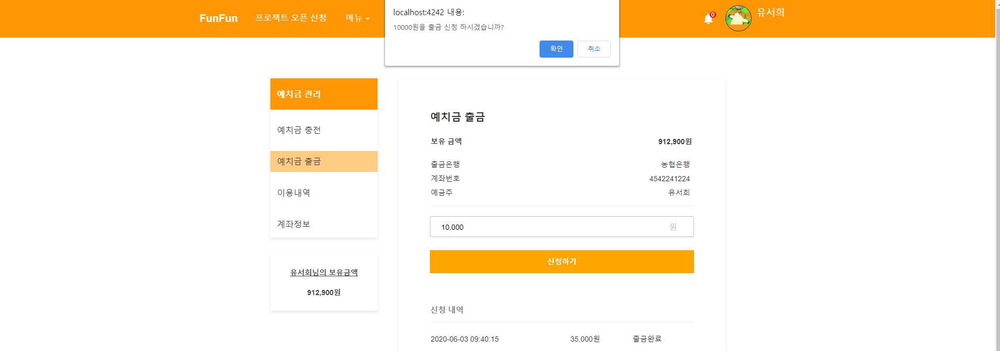 FunFun 프로젝트 오픈 신청 메뉴
localhost:4242 내용:
10000원을 출금 신청 하시겠습니까?
확인 취소
0 유서희
예치금 관리
예치금 충전
예치금 출금
이용내역
계좌정보
유서희님의 보유금액
912,900원
예치금 출금
보유 금액 912,900원
출금은행 농협은행
계좌번호 4542241224
예금주 유서희
10,000 원
신청하기
신청 내역
2020-06-03 09:40:15 35,000원 출금완료